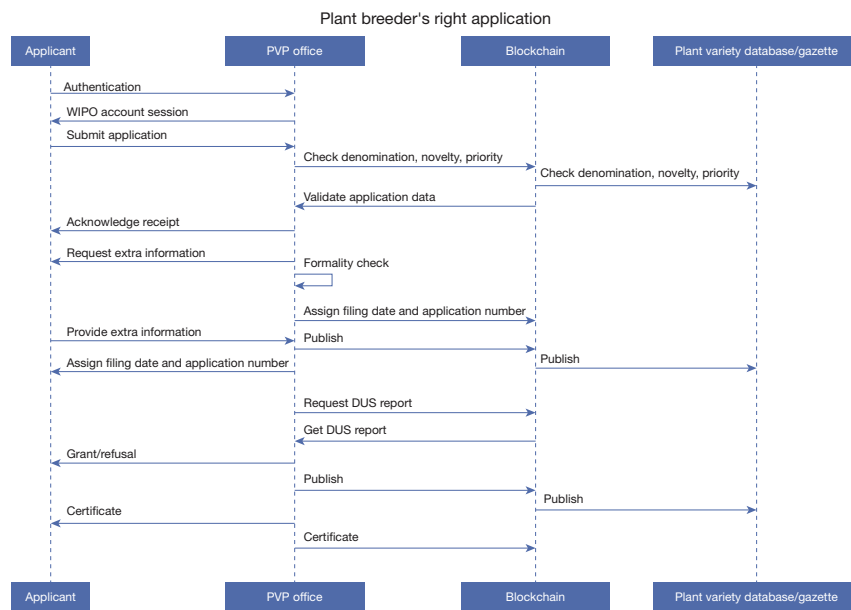 Plant breeder's right application
Applicant
PVP office
Blockchain
Plant variety database/gazette
Authentication
WIPO account session
Submit application
Check denomination, novelty, priority
Check denomination, novelty, priority
Validate application data
Acknowledge receipt
Request extra information
Formality check
Assign filing date and application number
Provide extra information
Publish
Publish
Assign filing date and application number
Request DUS report
Get DUS report
Grant/refusal
Publish
Publish
Certificate
Certificate
Applicant
PVP office
Blockchain
Plant variety database/gazette